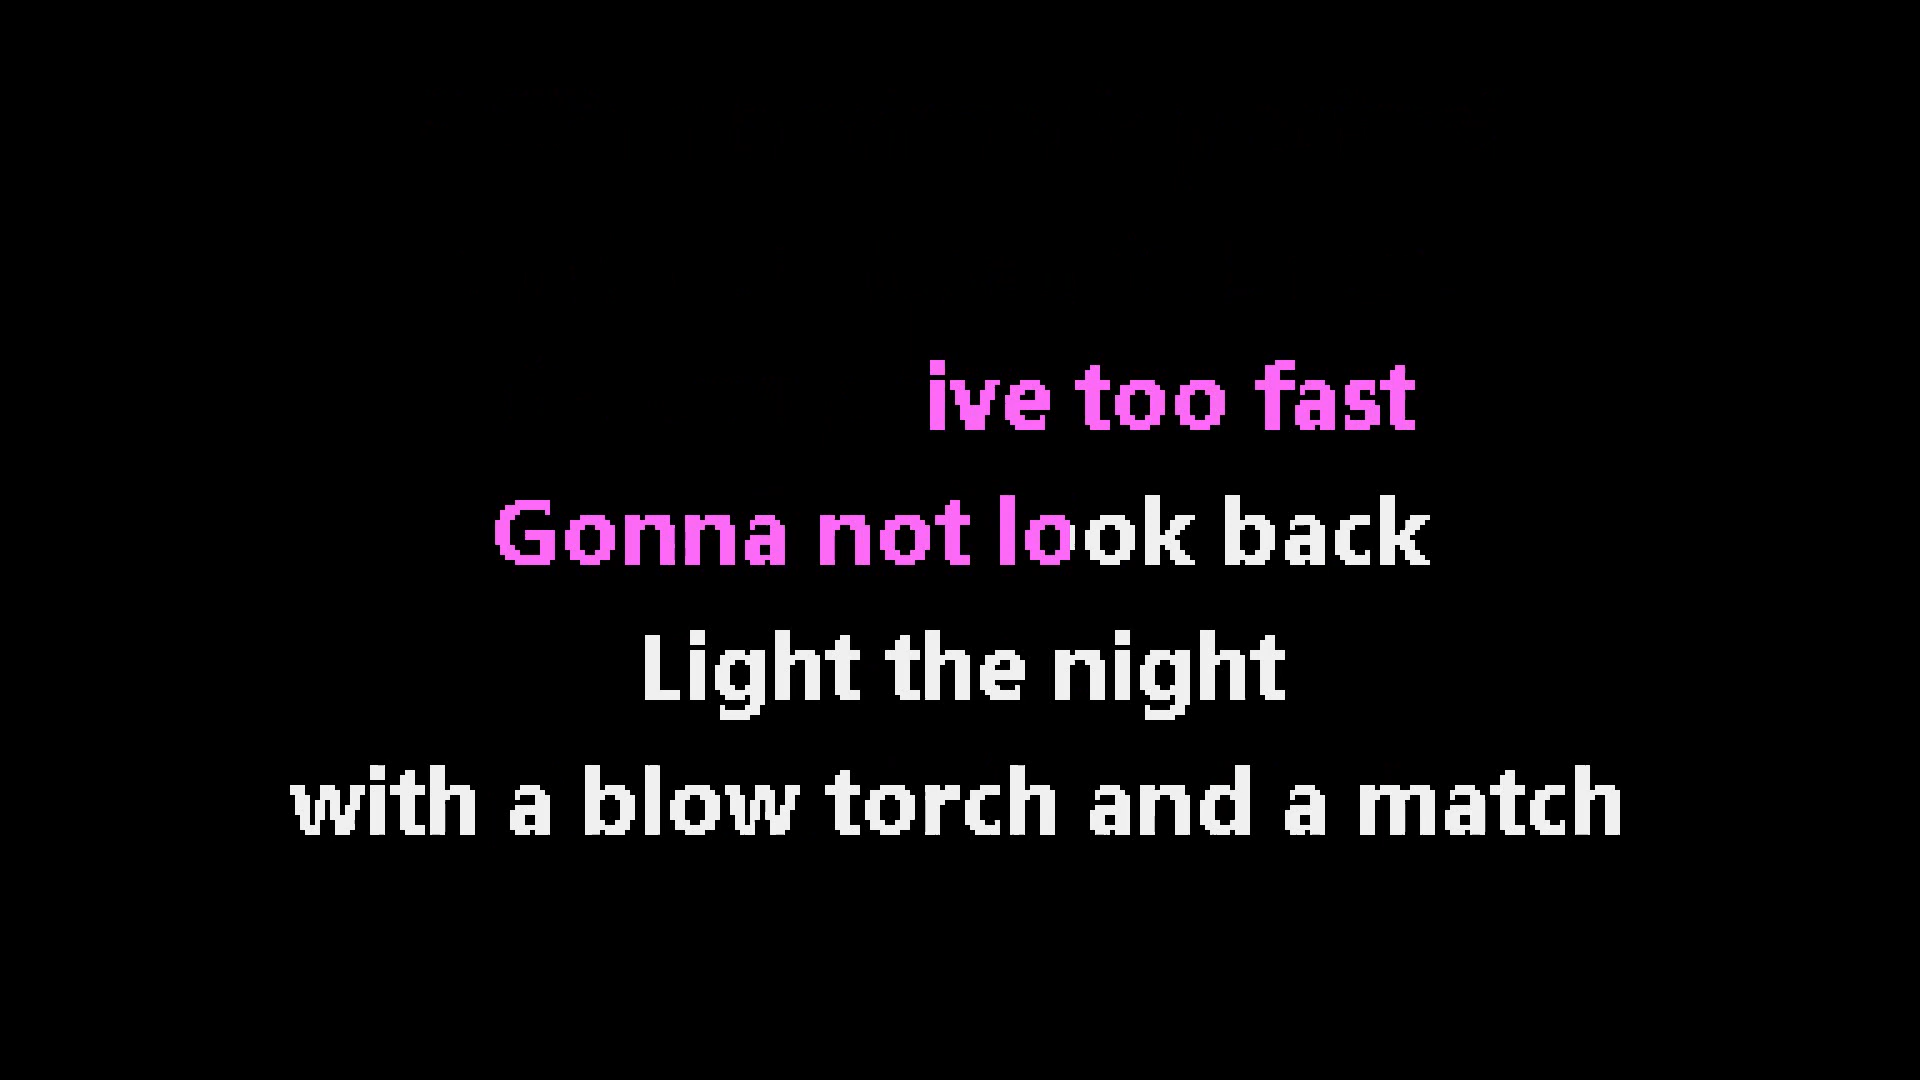 ive too fast
Gonna not look back
Light the night
with a blow torch and a match